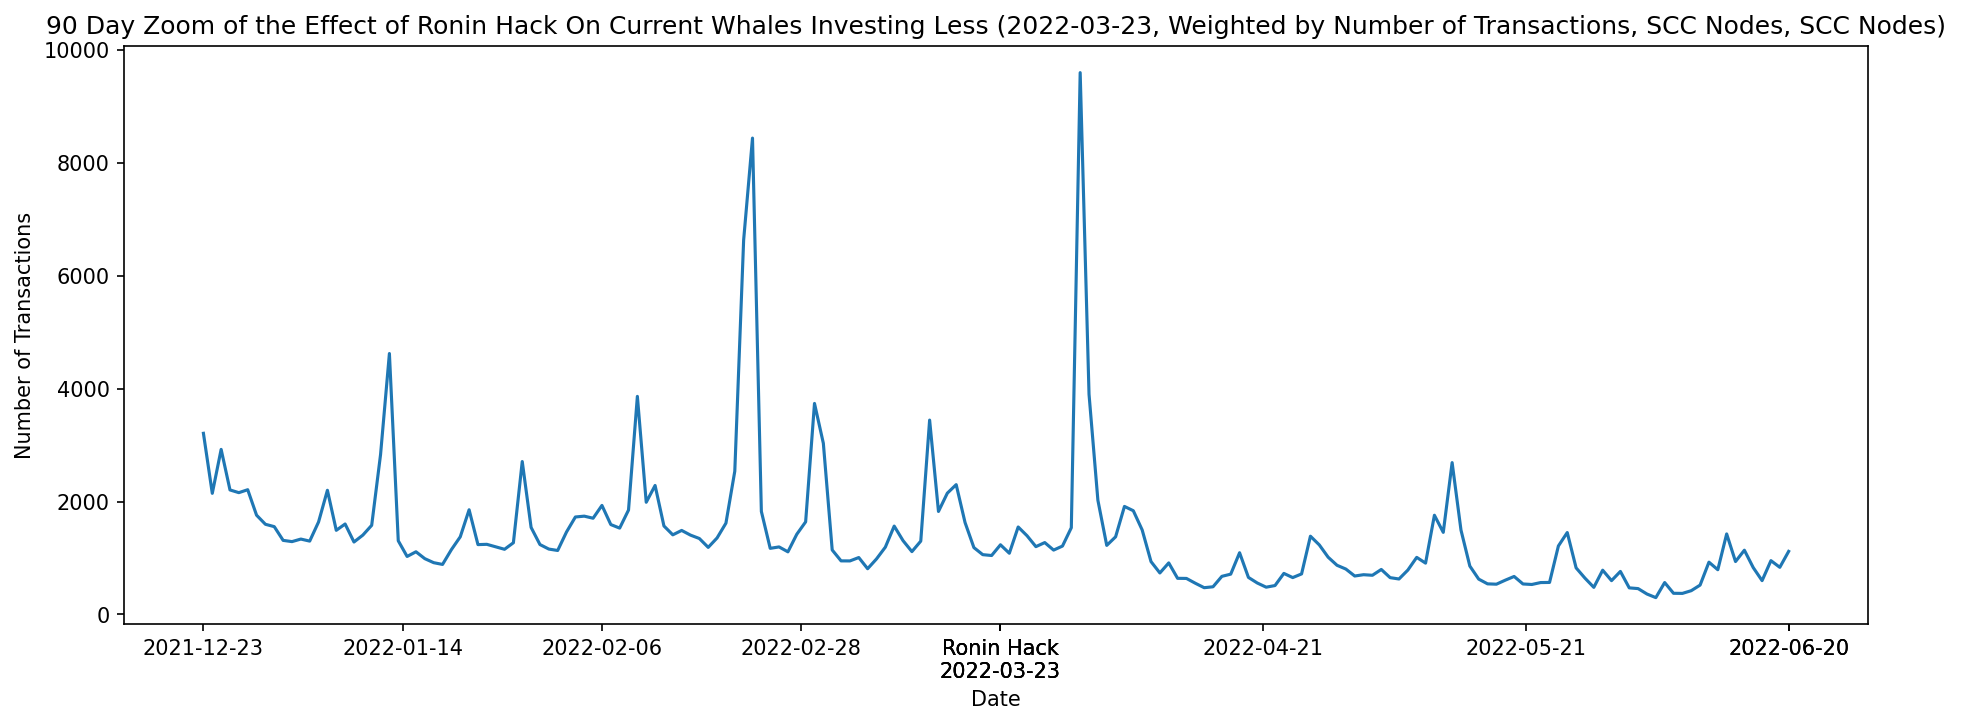 90 Day Zoom of the Effect of Ronin Hack On Current Whales Investing Less (2022-03-23, Weighted by Number of Transactions, SCC Nodes, SCC Nodes)
10000
8000
6000
4000
2000
0
Number of Transactions
2021-12-23 2022-01-14 2022-02-06 2022-02-28 Ronin Hack 2022-04-21 2022-05-21 2022-06-20
2022-03-23
Date